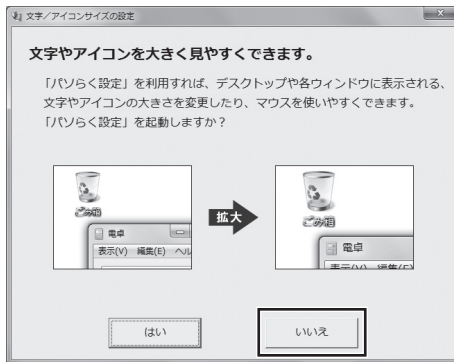 文字／アイコンサイズの設定
文字やアイコンを大きく見やすくできます。
「パソらく設定」を利用すれば、デスクトップや各ウィンドウに表示される、
文字やアイコンの大きさを変更したり、マウスを使いやすくできます。
「パソらく設定」を起動しますか？
ごみ箱
電卓
表示(V) 編集(E) ヘル
拡大
ごみ箱
電卓
表示(V) 編集(E)
はい
いいえ